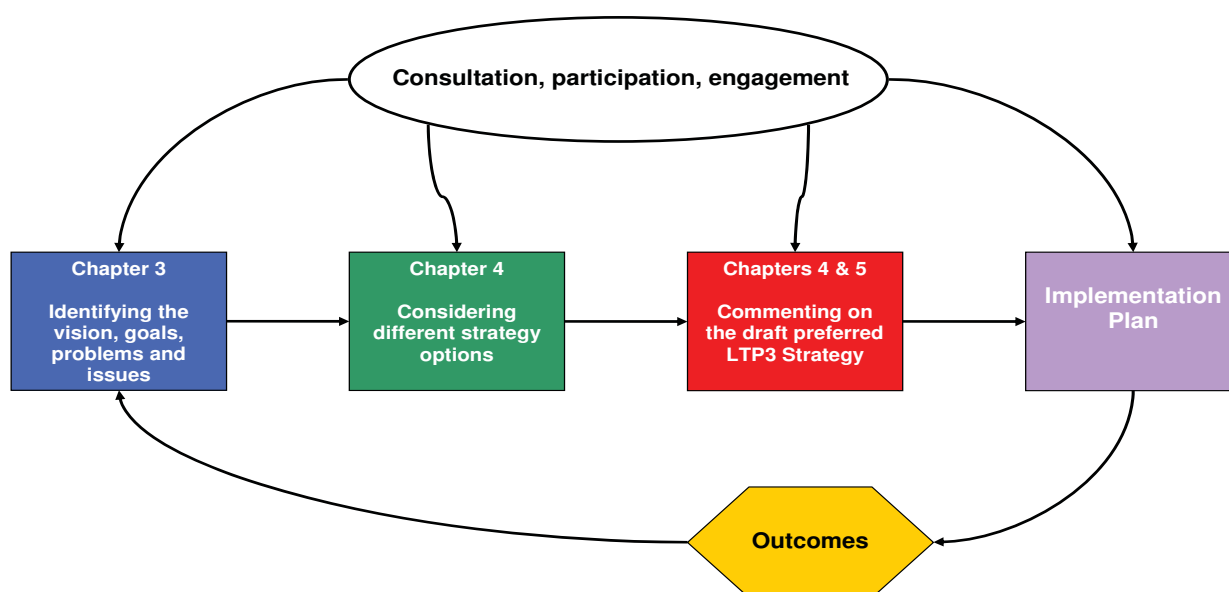 Consultation, participation, engagement
Chapter 3
Identifying the
vision, goals,
problems and
issues
Chapter 4
Considering
different strategy
options
Chapters 4 & 5
Commenting on
the draft preferred
LTP3 Strategy
Implementation
Plan
Outcomes